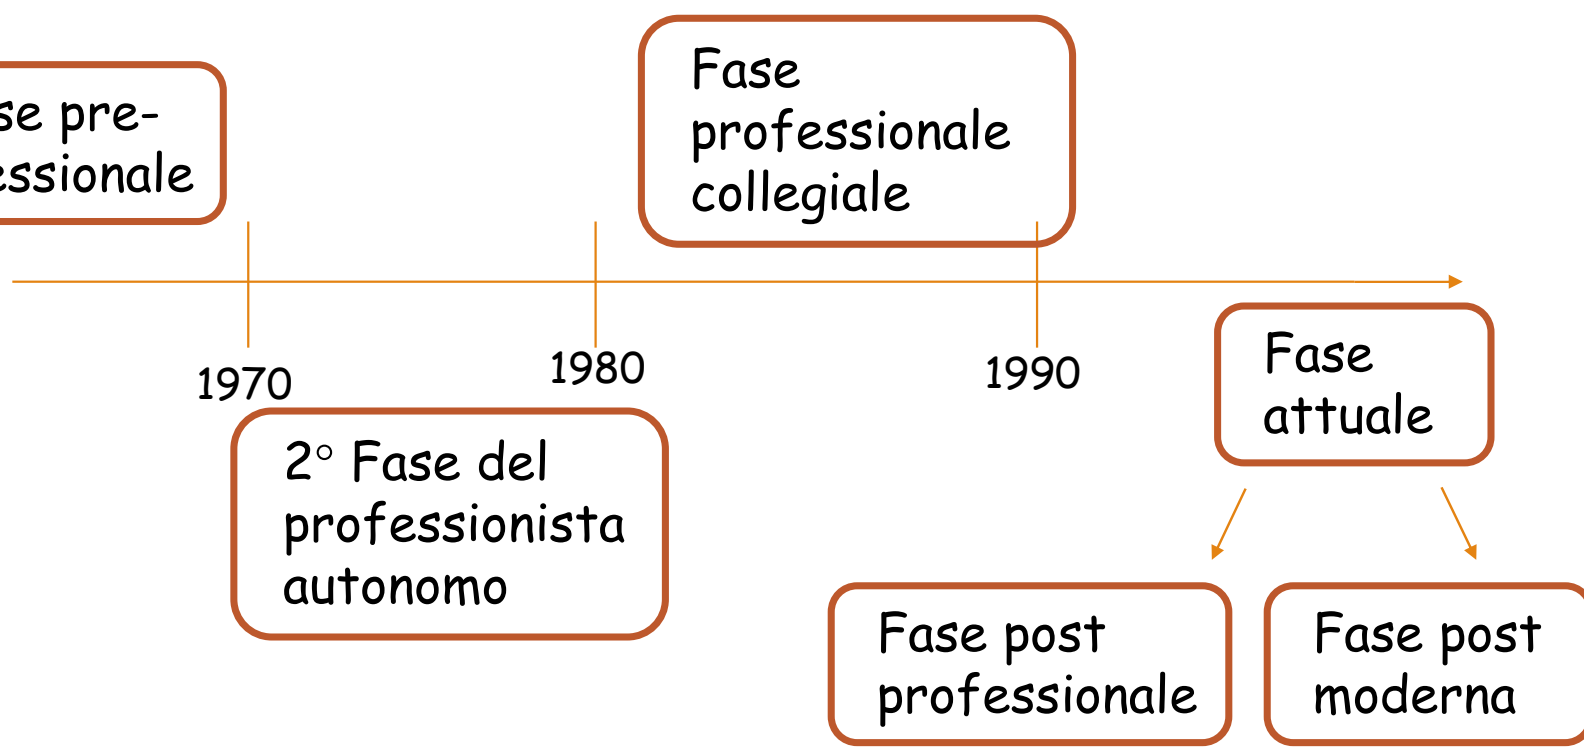 se pre-
essionale
Fase
professionale
collegiale
1970
1980
1990
2° Fase del
professionista
autonomo
Fase
attuale
Fase post
professionale
Fase post
moderna